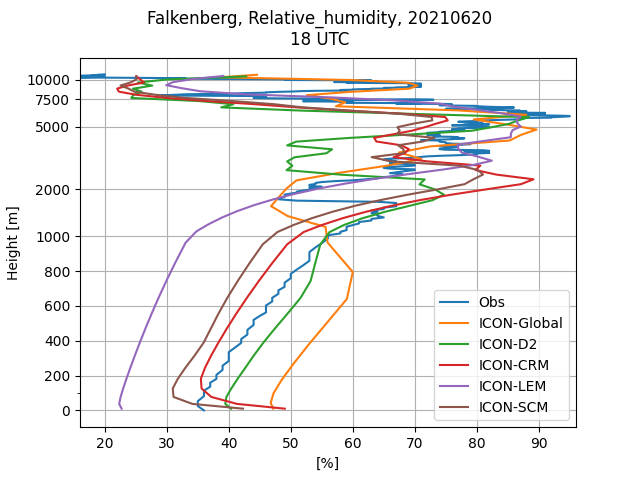 Falkenberg, Relative_humidity, 20210620
18 UTC
10000
7500
5000
2000
1000
800
600
400
200
0
Height [m]
20 30 40 50 60 70 80 90
[%]
Obs
ICON-Global
ICON-D2
ICON-CRM
ICON-LEM
ICON-SCM